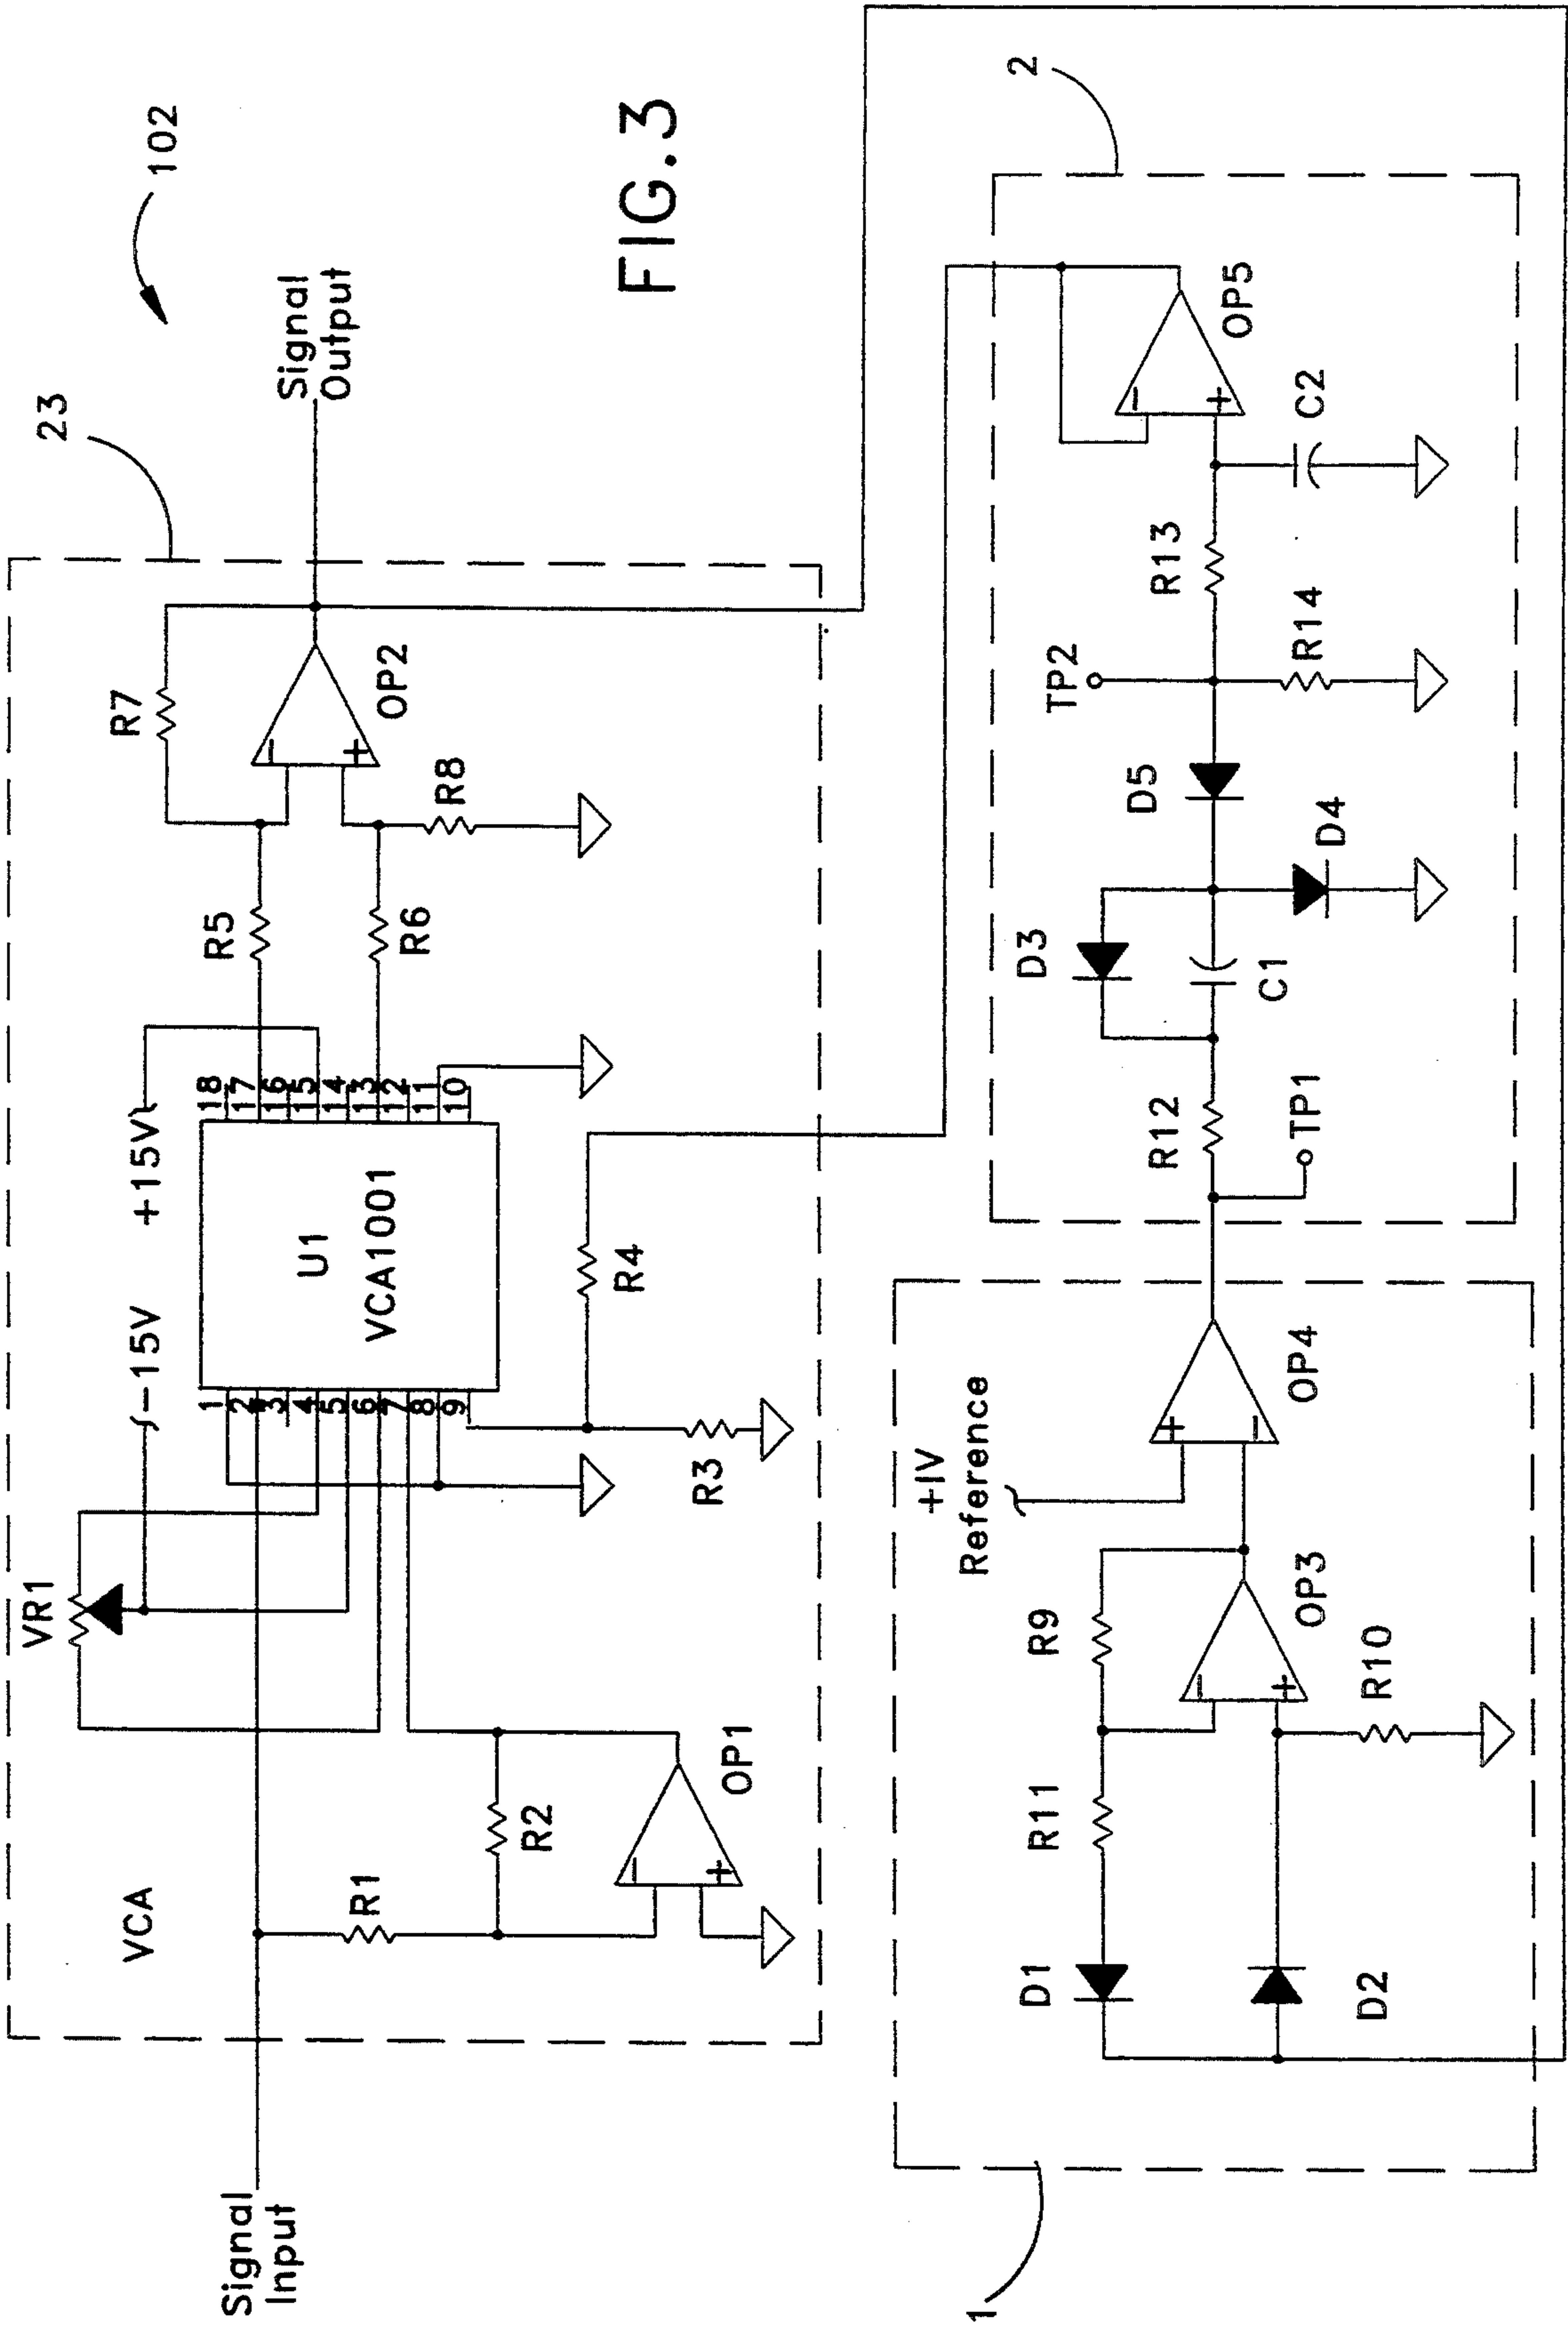 102
FIG.3
23
VCA
Signal
Input
Signal
Output
VR1
-15V
+15V
U1
VCA1001
1
2
3
4
5
6
7
8
9
18
17
16
15
14
13
12
11
10
R1
R2
OP1
R3
R4
R5
R6
R7
R8
OP2
1
D1
D2
R11
R9
R10
OP3
+1V
Reference
OP4
2
TP1
R12
D3
C1
D4
D5
TP2
R14
R13
C2
OP5